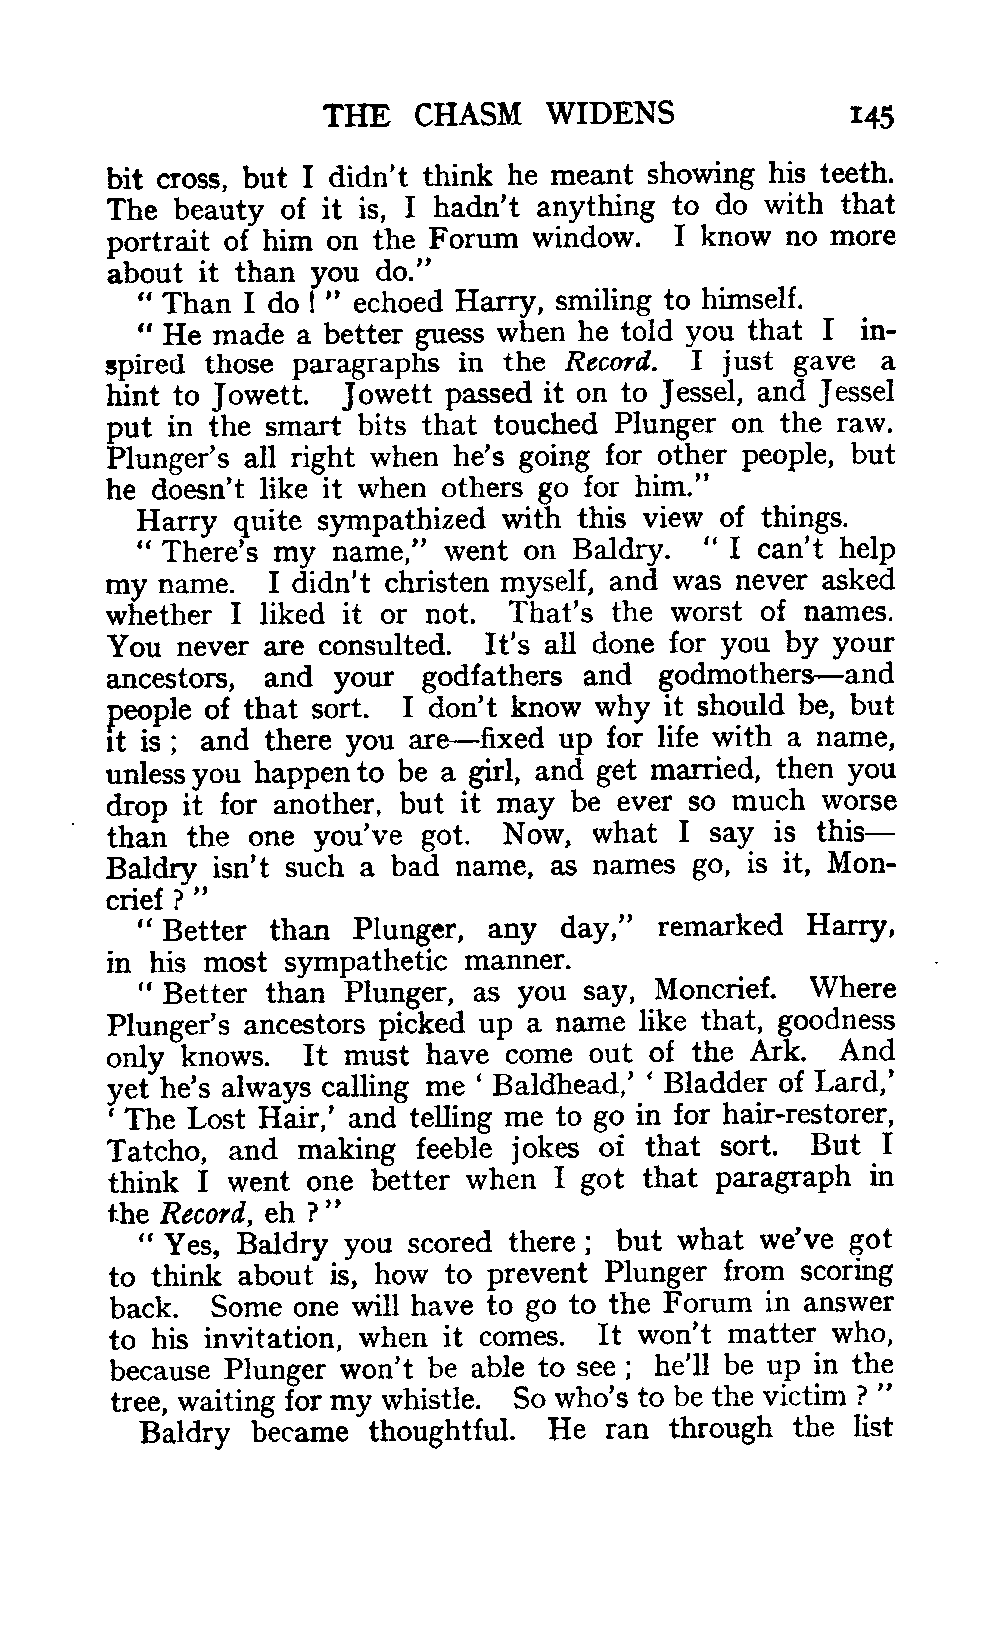 THE CHASM WIDENS 145
bit cross, but I didn't think he meant showing his teeth.
The beauty of it is, I hadn't anything to do with that
portrait of him on the Forum window. I know no more
about it than you do."
" Than I do ! " echoed Harry, smiling to himself.
" He made a better guess when he told you that I in-
spired those paragraphs in the Record. I just gave a
hint to Jowett. Jowett passed it on to Jessel, and Jessel
put in the smart bits that touched Plunger on the raw.
Plunger's all right when he's going for other people, but
he doesn't like it when others go for him."
Harry quite sympathized with this view of things.
" There's my name," went on Baldry. " I can't help
my name. I didn't christen myself, and was never asked
whether I liked it or not. That's the worst of names.
You never are consulted. It's all done for you by your
ancestors, and your godfathers and godmothers—and
people of that sort. I don't know why it should be, but
it is ; and there you are—fixed up for life with a name,
unless you happen to be a girl, and get married, then you
drop it for another, but it may be ever so much worse
than the one you've got. Now, what I say is this—
Baldry isn't such a bad name, as names go, is it, Mon-
crief ? "
" Better than Plunger, any day," remarked Harry,
in his most sympathetic manner.
" Better than Plunger, as you say, Moncrief. Where
Plunger's ancestors picked up a name like that, goodness
only knows. It must have come out of the Ark. And
yet he's always calling me ' Baldhead,' ' Bladder of Lard,'
' The Lost Hair,' and telling me to go in for hair-restorer,
Tatcho, and making feeble jokes of that sort. But I
think I went one better when I got that paragraph in
the Record, eh ? "
" Yes, Baldry you scored there ; but what we've got
to think about is, how to prevent Plunger from scoring
back. Some one will have to go to the Forum in answer
to his invitation, when it comes. It won't matter who,
because Plunger won't be able to see ; he'll be up in the
tree, waiting for my whistle. So who's to be the victim ? "
Baldry became thoughtful. He ran through the list